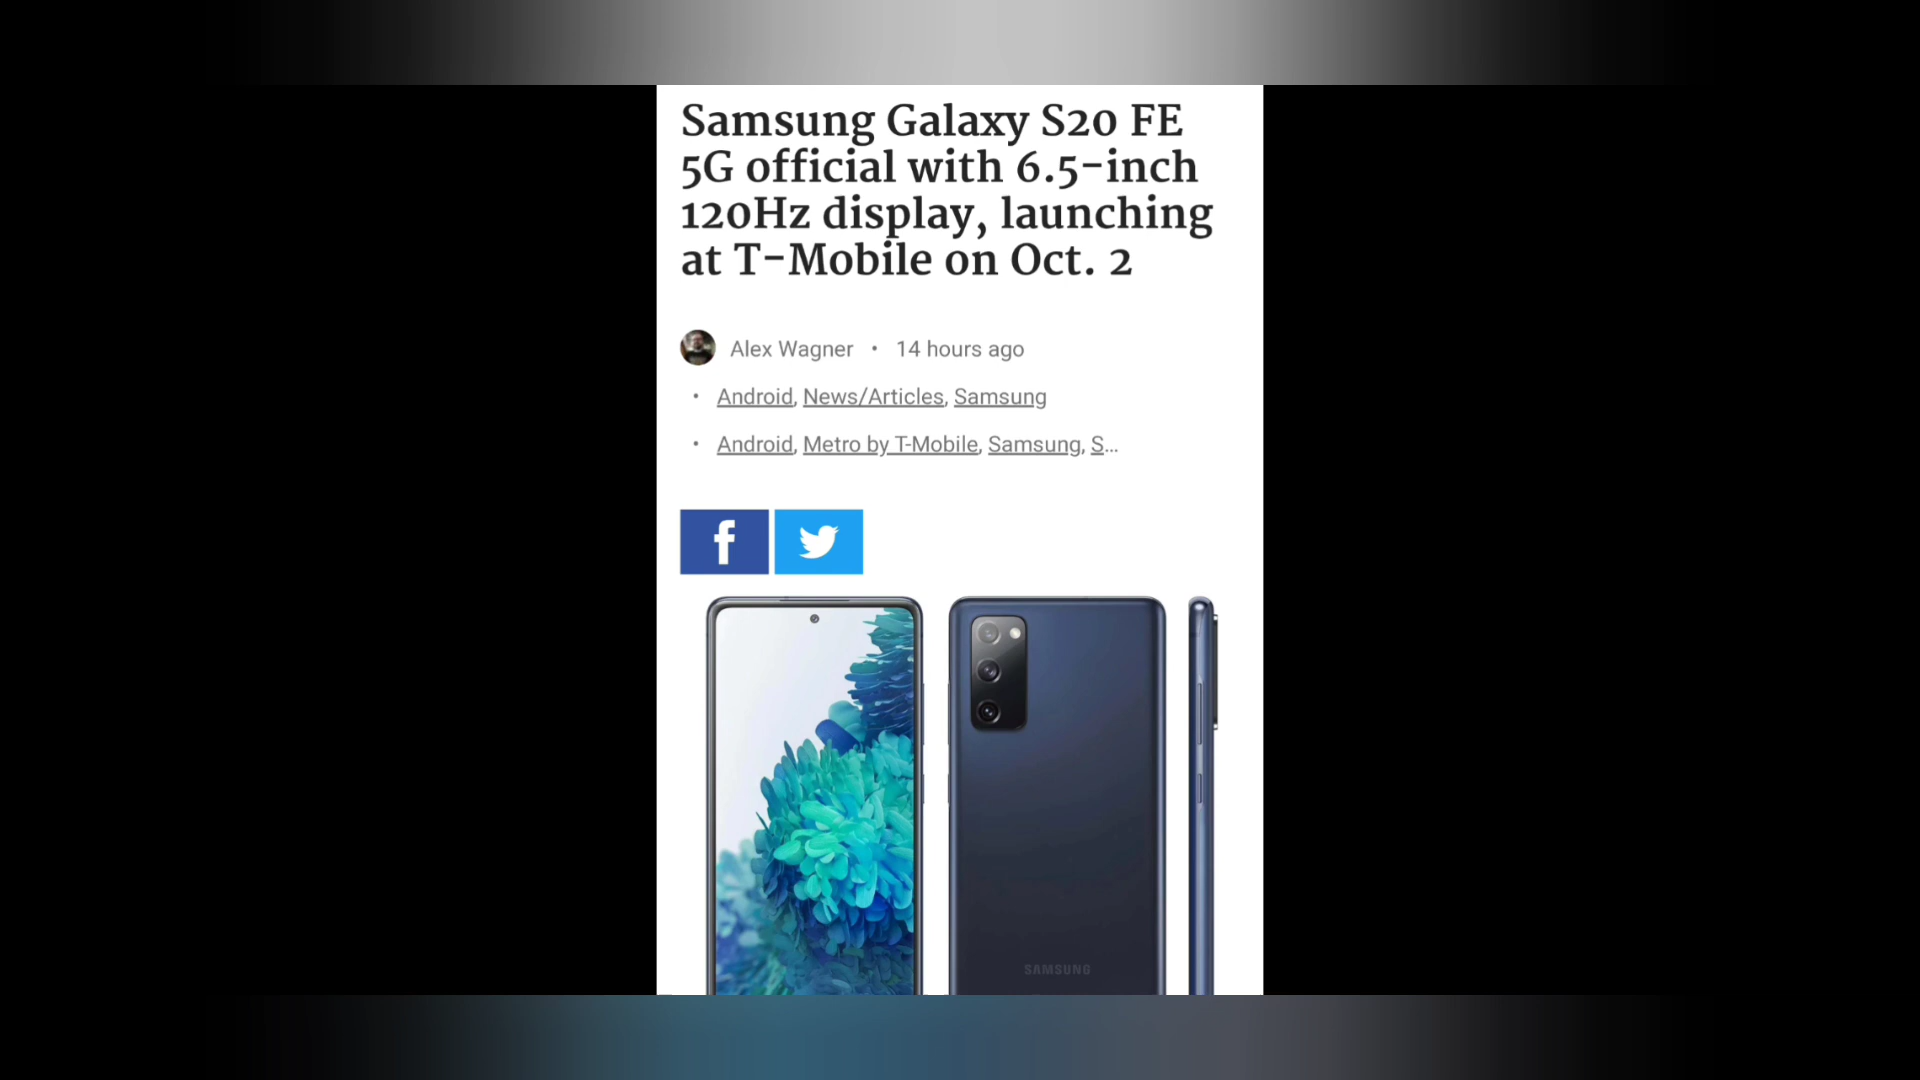 Samsung Galaxy S20 FE
5G official with 6.5-inch
120Hz display, launching
at T-Mobile on Oct. 2
Alex Wagner • 14 hours ago
• Android, News/Articles, Samsung
• Android, Metro by T-Mobile, Samsung, S...
SAMSUNG